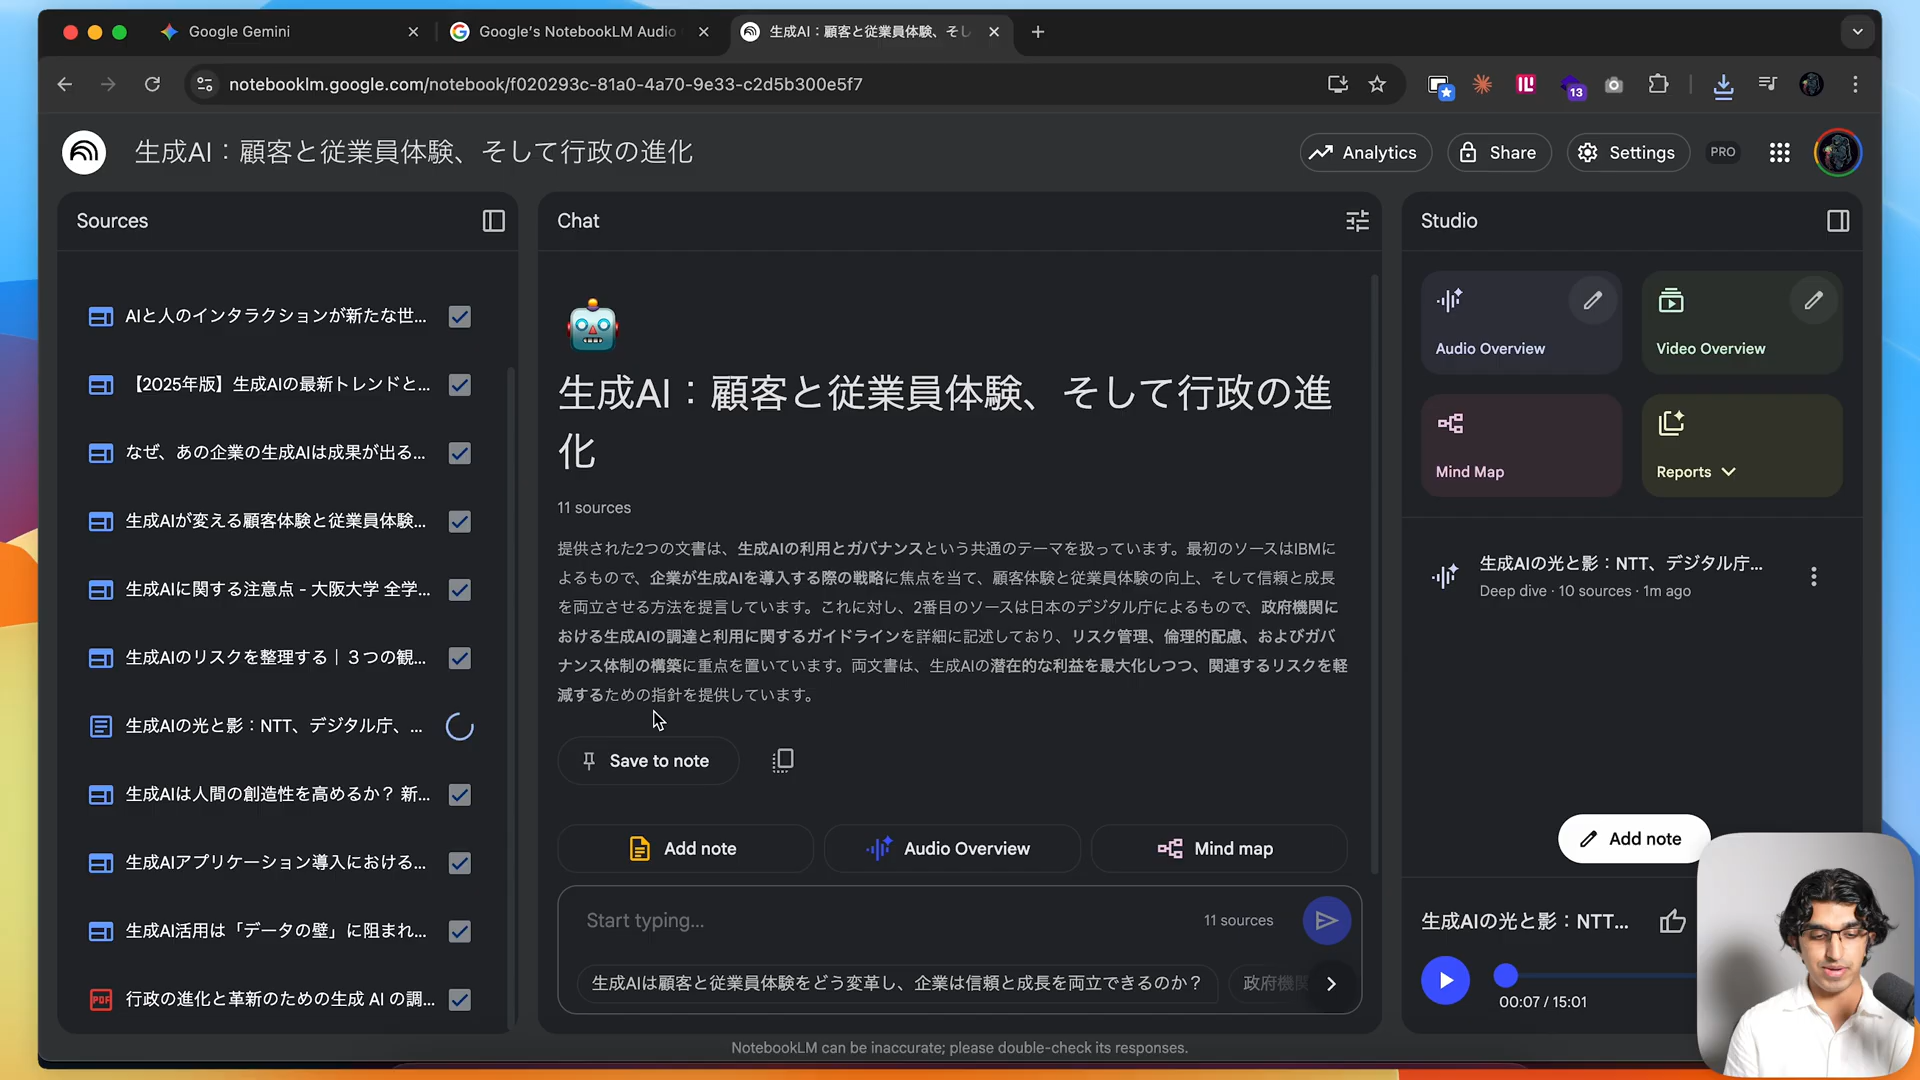 Google Gemini
Google's NotebookLM Audio
生成AI：顧客と従業員体験、そし
notebooklm.google.com/notebook/f020293c-81a0-4a70-9e33-c2d5b300e5f7
13
生成AI：顧客と従業員体験、そして行政の進化
Analytics
Share
Settings
PRO
Sources
AIと人のインタラクションが新たな世...
【2025年版】生成AIの最新トレンドと...
なぜ、あの企業の生成AIは成果が出る...
生成AIが変える顧客体験と従業員体験...
生成AIに関する注意点 - 大阪大学 全学...
生成AIのリスクを整理する｜３つの観...
生成AIの光と影：NTT、デジタル庁、...
生成AIは人間の創造性を高めるか？ 新...
生成AIアプリケーション導入における...
生成AI活用は「データの壁」に阻まれ...
PDF
行政の進化と革新のための生成 AI の調...
Chat
生成AI：顧客と従業員体験、そして行政の進
化
11 sources
提供された2つの文書は、生成AIの利用とガバナンスという共通のテーマを扱っています。最初のソースはIBMに
よるもので、企業が生成AIを導入する際の戦略に焦点を当て、顧客体験と従業員体験の向上、そして信頼と成長
を両立させる方法を提言しています。これに対し、2番目のソースは日本のデジタル庁によるもので、政府機関に
おける生成AIの調達と利用に関するガイドラインを詳細に記述しており、リスク管理、倫理的配慮、およびガバ
ナンス体制の構築に重点を置いています。両文書は、生成AIの潜在的な利益を最大化しつつ、関連するリスクを軽
減するための指針を提供しています。
Save to note
Add note
Audio Overview
Mind map
Start typing...
11 sources
生成AIは顧客と従業員体験をどう変革し、企業は信頼と成長を両立できるのか？
政府機関
NotebookLM can be inaccurate; please double-check its responses.
Studio
Audio Overview
Video Overview
Mind Map
Reports
生成AIの光と影：NTT、デジタル庁...
Deep dive · 10 sources · 1m ago
Add note
生成AIの光と影：NTT...
00:07 / 15:01